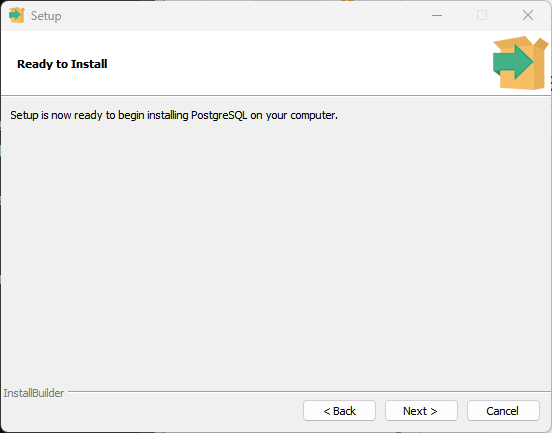 Setup
Ready to Install
Setup is now ready to begin installing PostgreSQL on your computer.
InstallBuilder
< Back
Next >
Cancel